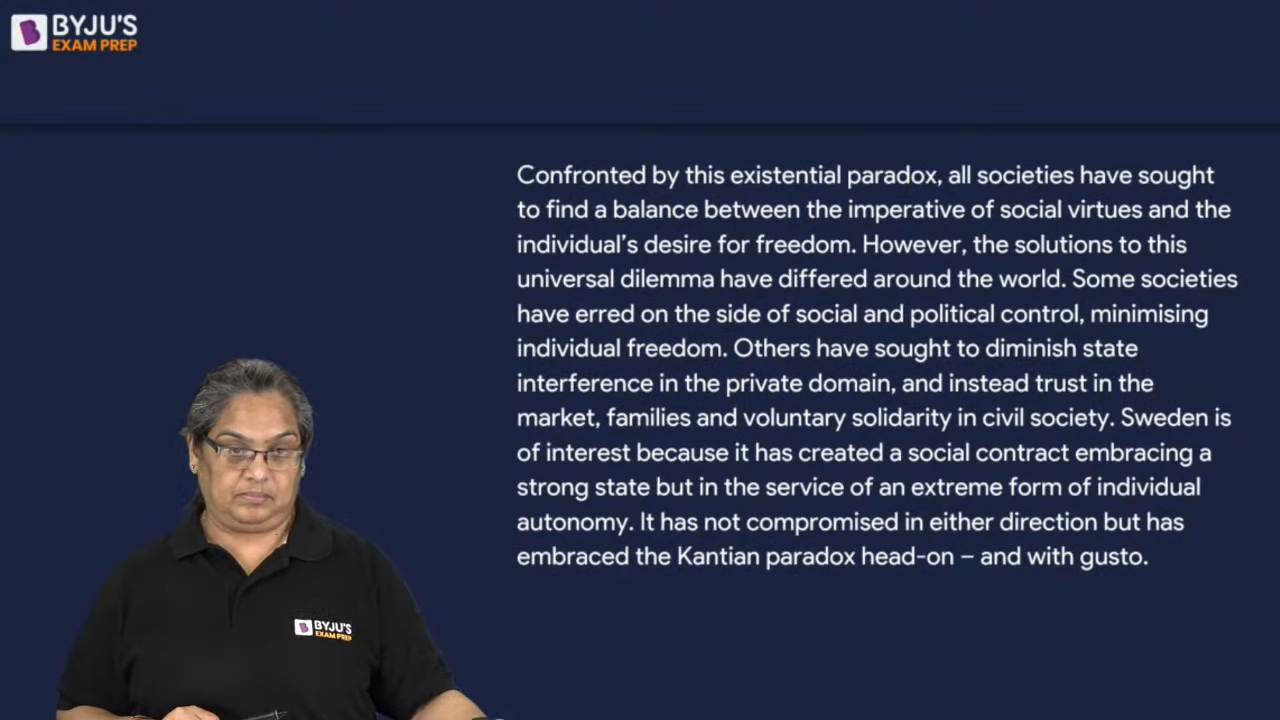 BYJU'S
EXAM PREP
Confronted by this existential paradox, all societies have sought
to find a balance between the imperative of social virtues and the
individual's desire for freedom. However, the solutions to this
universal dilemma have differed around the world. Some societies
have erred on the side of social and political control, minimising
individual freedom. Others have sought to diminish state
interference in the private domain, and instead trust in the
market, families and voluntary solidarity in civil society. Sweden is
of interest because it has created a social contract embracing a
strong state but in the service of an extreme form of individual
autonomy. It has not compromised in either direction but has
embraced the Kantian paradox head-on – and with gusto.
BYJU'S
EXAM PREP